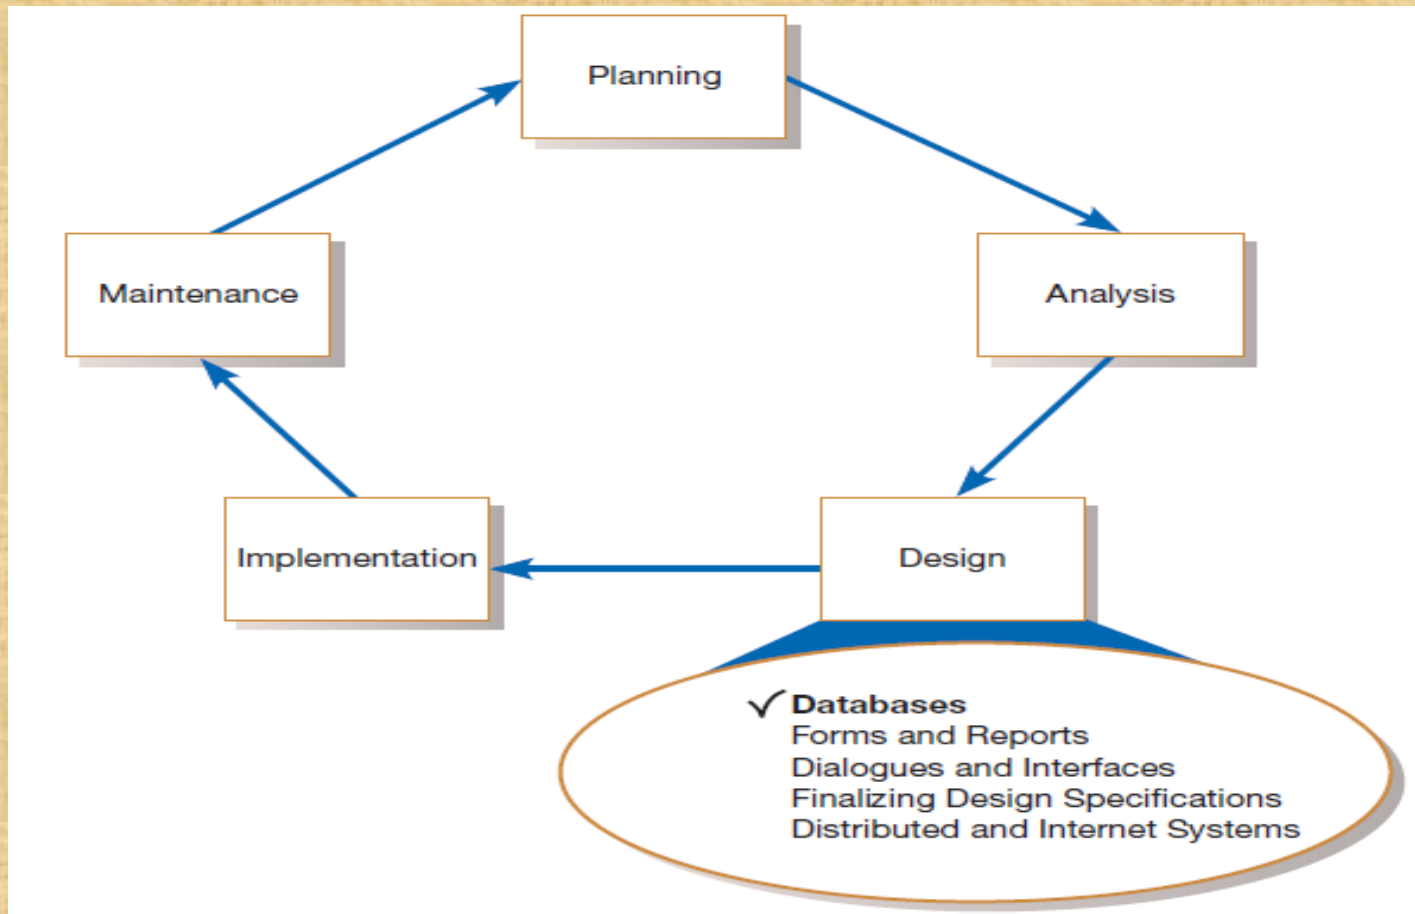 Planning
Maintenance
Analysis
Implementation
Design
Databases
Forms and Reports
Dialogues and Interfaces
Finalizing Design Specifications
Distributed and Internet Systems